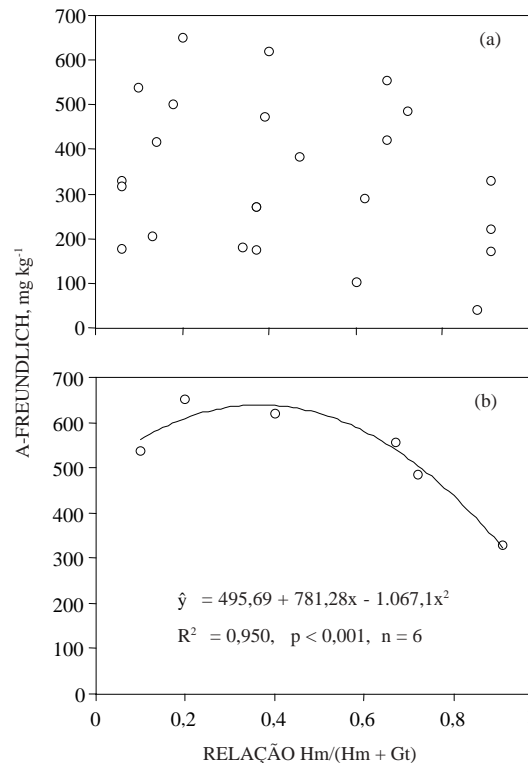 700
(a)
600
500
400
300
200
100
0
A-FREUNDLICH, mg kg-1
700
(b)
600
500
400
300
200
100
0
ŷ = 495,69 + 781,28x - 1.067,1x²
R² = 0,950, p < 0,001, n = 6
0 0,2 0,4 0,6 0,8
RELAÇÃO Hm/(Hm + Gt)